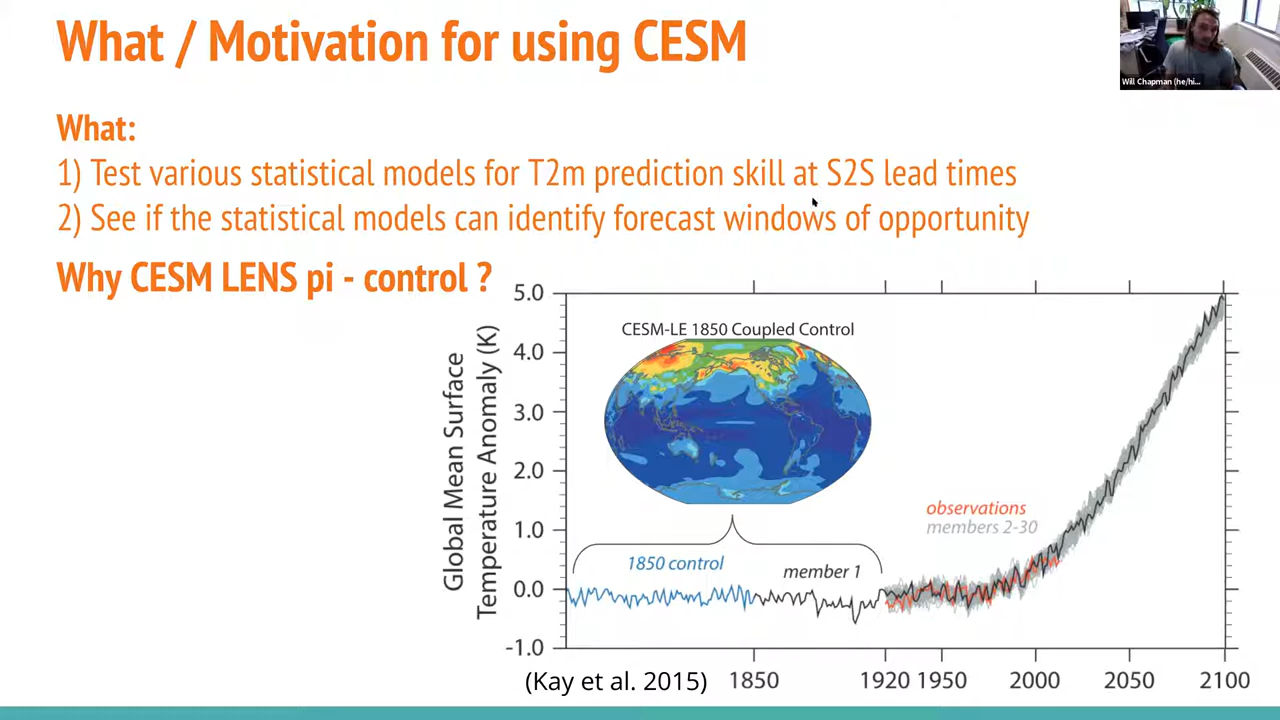 What / Motivation for using CESM
Will Chapman (he/hi...
What:
1) Test various statistical models for T2m prediction skill at S2S lead times
2) See if the statistical models can identify forecast windows of opportunity
Why CESM LENS pi - control ?
Global Mean Surface
Temperature Anomaly (K)
5.0
4.0
3.0
2.0
1.0
0.0
-1.0
CESM-LE 1850 Coupled Control
observations
members 2-30
1850 control
member 1
(Kay et al. 2015)
1850
1920
1950
2000
2050
2100